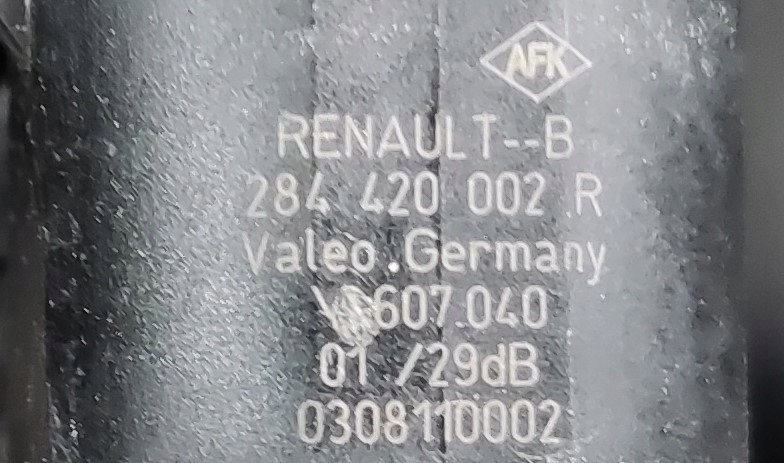 AFK
RENAULT--B
284 420 002 R
Valeo.Germany
607.040
01 /29dB
0308110002